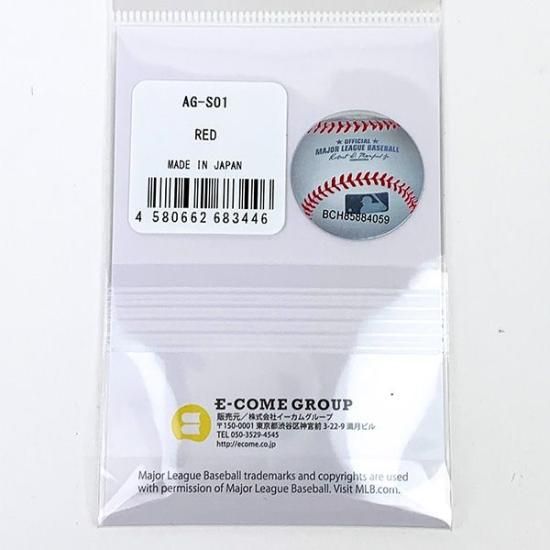 AG-S01
RED
MADE IN JAPAN
4 580662 683446
OFFICIAL
MAJOR LEAGUE BASEBALL
BCH85884059
E-COME GROUP
販売元／株式会社イーカムグループ
〒150-0001 東京都渋谷区神宮前 3-22-9 満月ビル
TEL 050-3529-4545
http://ecome.co.jp
Major League Baseball trademarks and copyrights are used
with permission of Major League Baseball. Visit MLB.com.